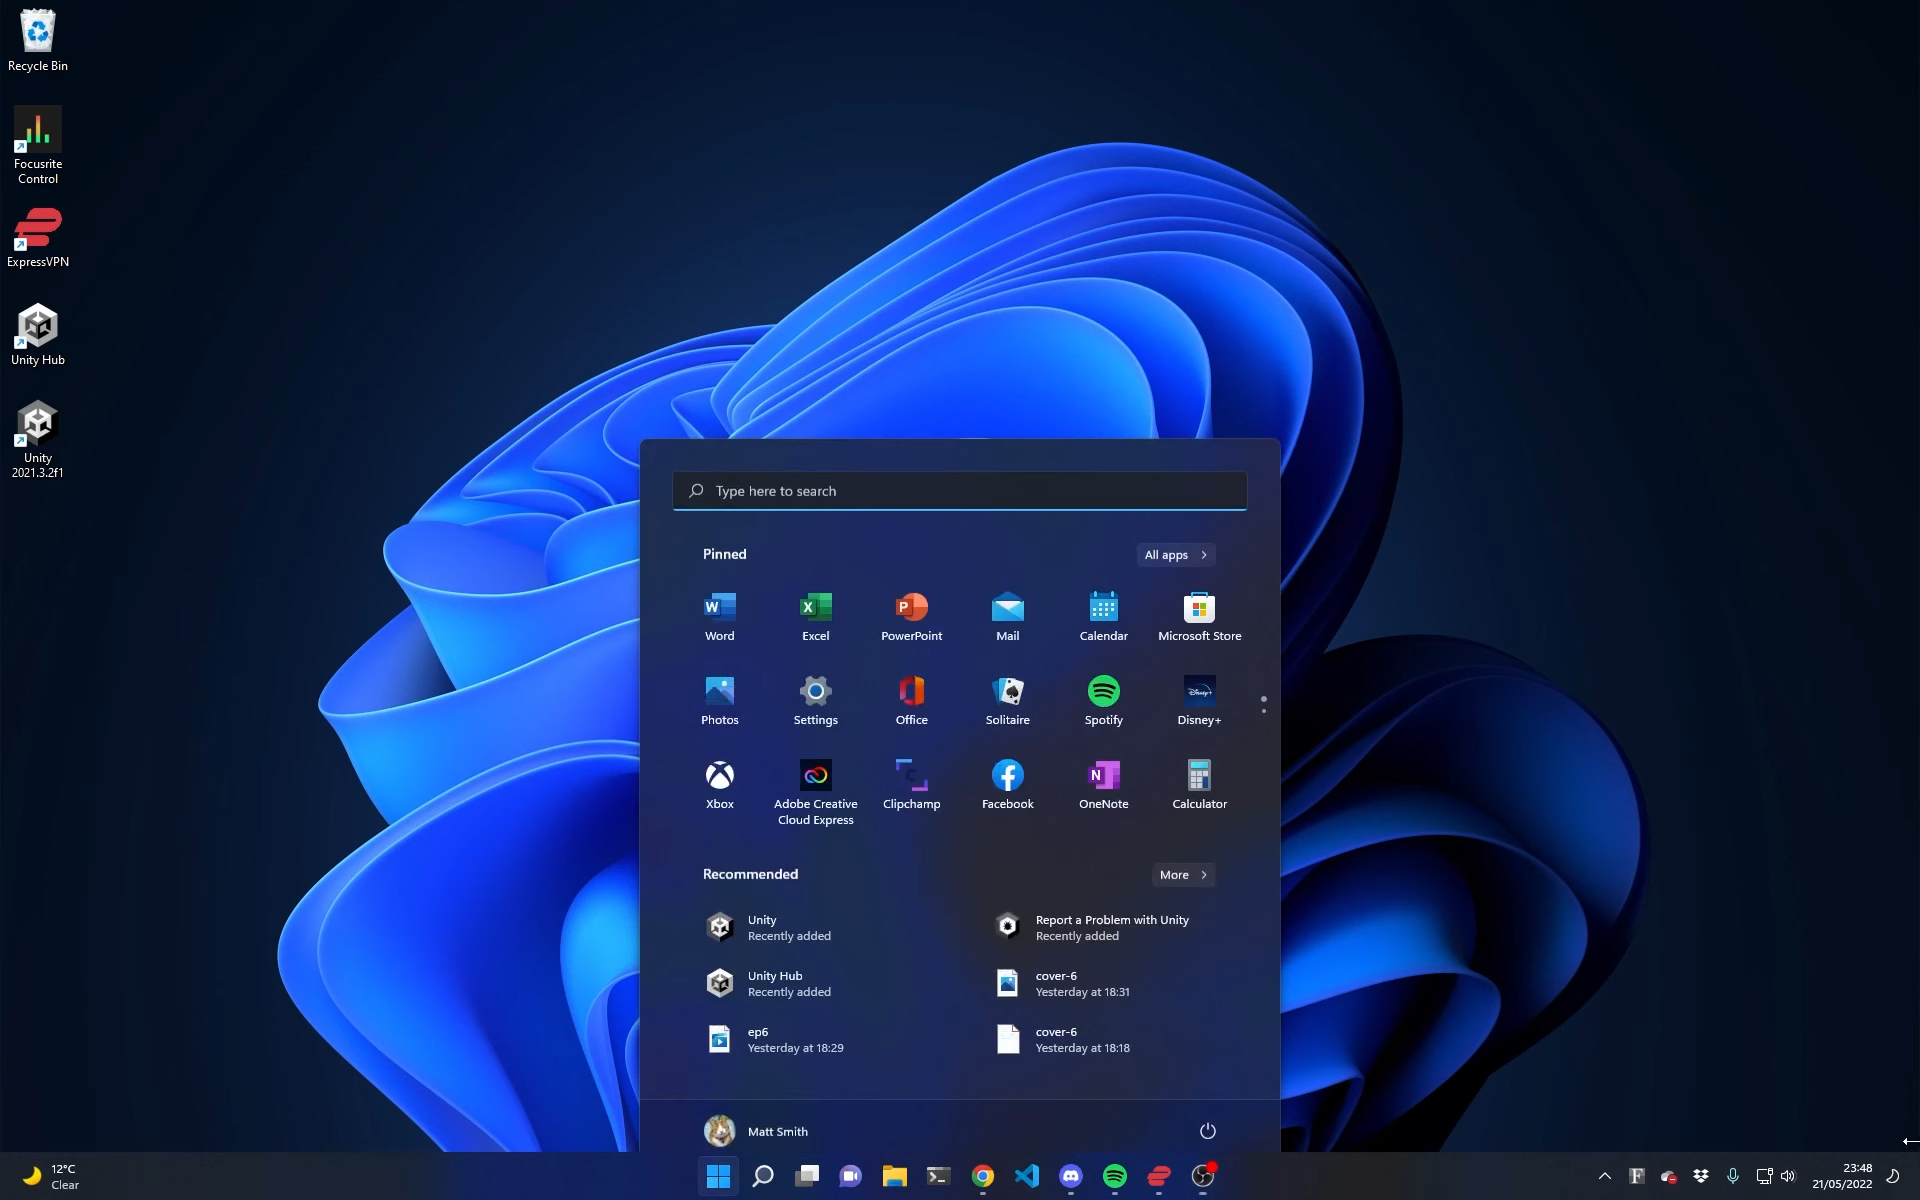 Recycle Bin
Focusrite
Control
ExpressVPN
Unity Hub
Unity
2021.3.2f1
Type here to search
Pinned
All apps
Word
Excel
PowerPoint
Mail
Calendar
Microsoft Store
Photos
Settings
Office
Solitaire
Spotify
Disney+
Xbox
Adobe Creative
Cloud Express
Clipchamp
Facebook
OneNote
Calculator
Recommended
More
Unity
Recently added
Report a Problem with Unity
Recently added
Unity Hub
Recently added
cover-6
Yesterday at 18:31
ep6
Yesterday at 18:29
cover-6
Yesterday at 18:18
Matt Smith
12°C
Clear
23:48
21/05/2022